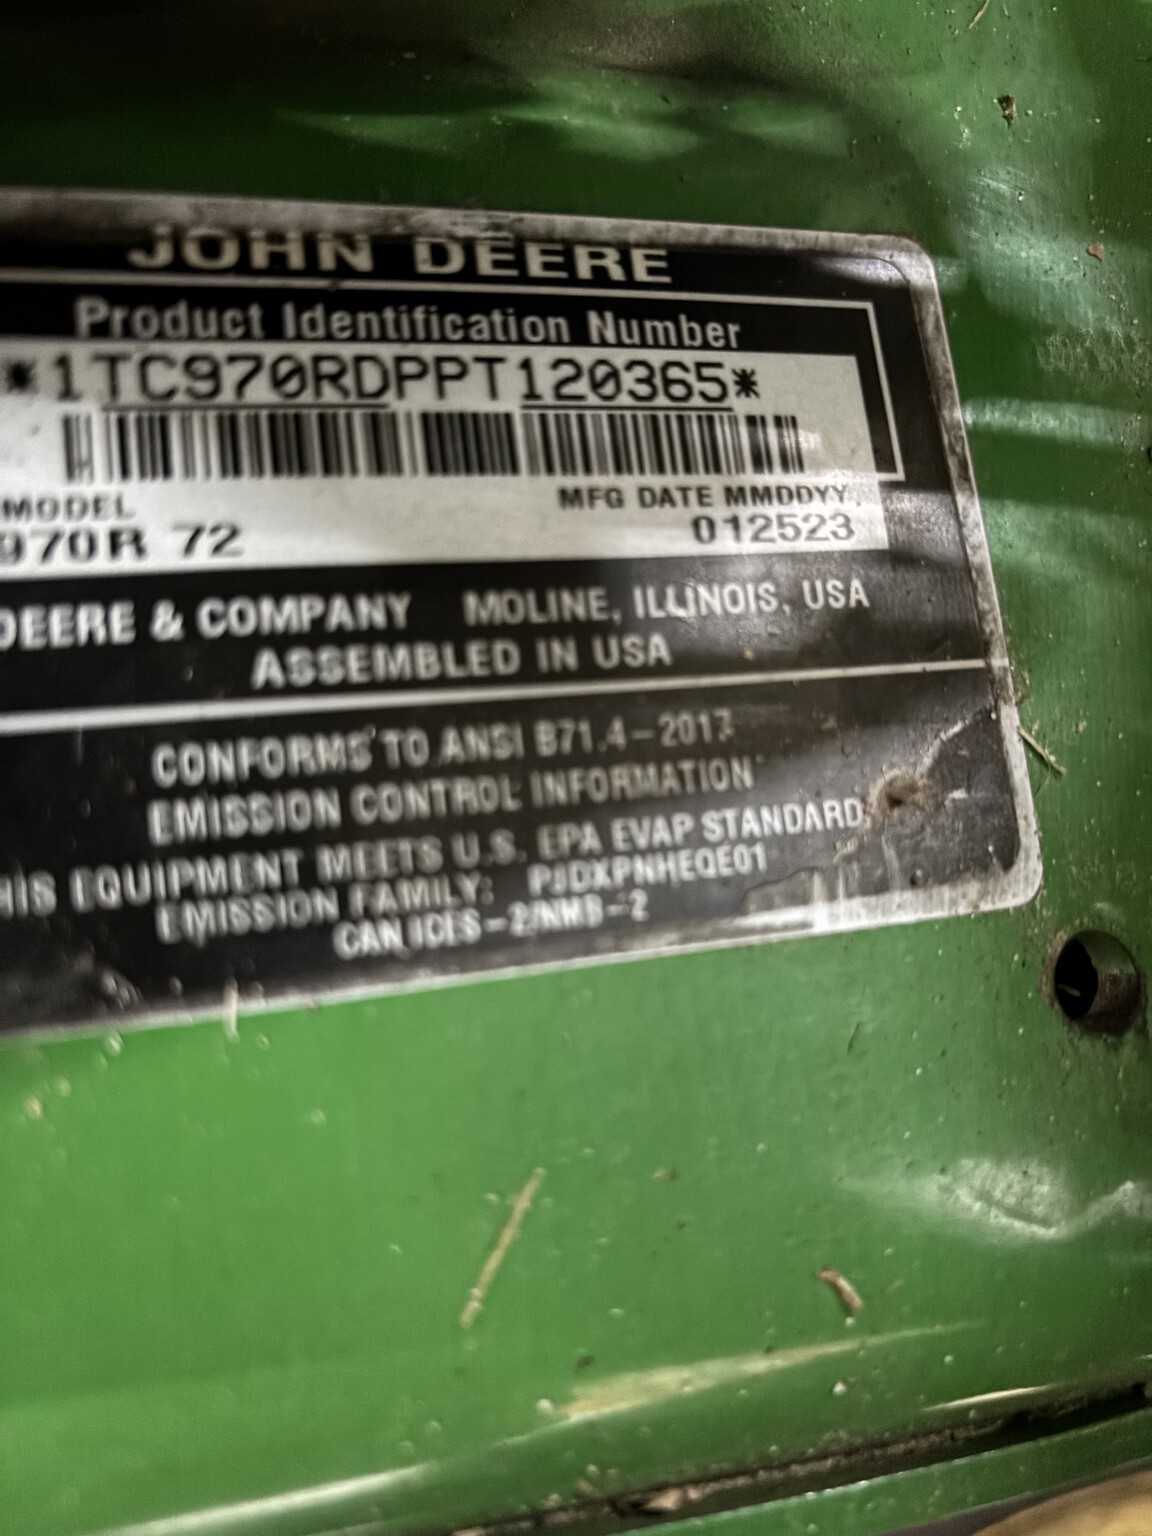 JOHN DEERE
Product Identification Number
*1TC970RDPPT120365*
MODEL
MFG DATE MMDDYY
970R 72
012523
DEERE & COMPANY MOLINE, ILLINOIS, USA
ASSEMBLED IN USA
CONFORMS TO ANSI B71.4-2017
EMISSION CONTROL INFORMATION
HIS EQUIPMENT MEETS U.S. EPA EVAP STANDARD
EMISSION FAMILY:
CAN ICES-2/NMB-2